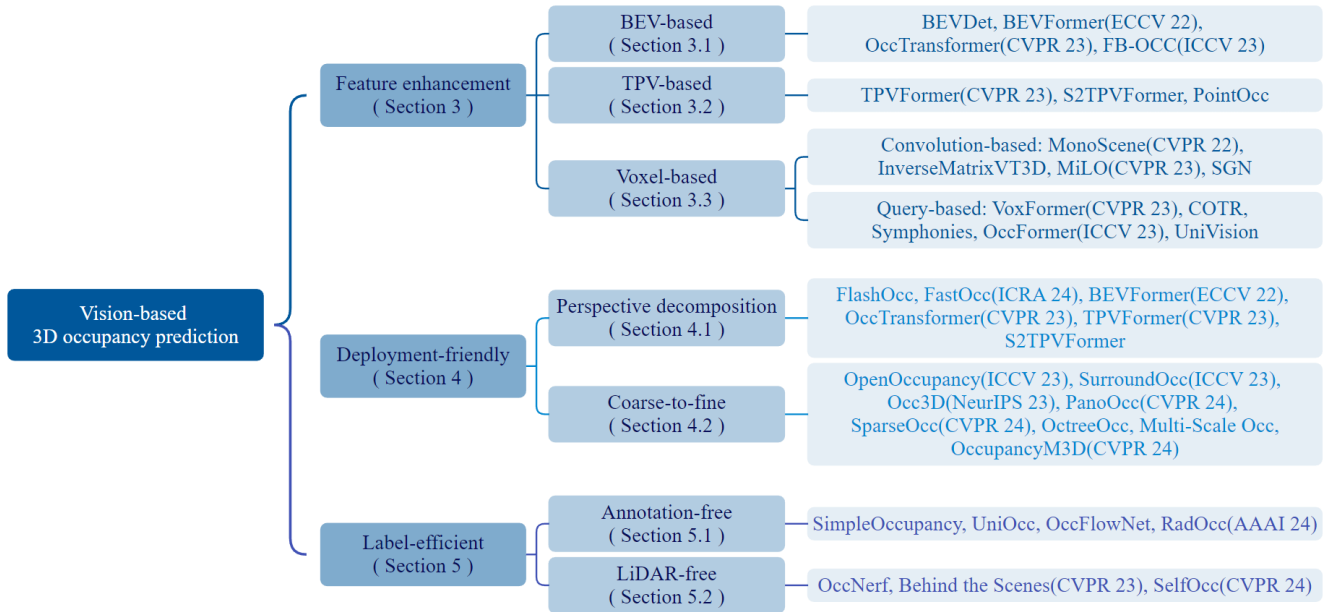 Vision-based
3D occupancy prediction
Feature enhancement
( Section 3 )
BEV-based
( Section 3.1 )
BEVDet, BEVFormer(ECCV 22),
OccTransformer(CVPR 23), FB-OCC(ICCV 23)
TPV-based
( Section 3.2 )
TPVFormer(CVPR 23), S2TPVFormer, PointOcc
Voxel-based
( Section 3.3 )
Convolution-based: MonoScene(CVPR 22),
InverseMatrixVT3D, MiLO(CVPR 23), SGN
Query-based: VoxFormer(CVPR 23), COTR,
Symphonies, OccFormer(ICCV 23), UniVision
Deployment-friendly
( Section 4 )
Perspective decomposition
( Section 4.1 )
FlashOcc, FastOcc(ICRA 24), BEVFormer(ECCV 22),
OccTransformer(CVPR 23), TPVFormer(CVPR 23),
S2TPVFormer
Coarse-to-fine
( Section 4.2 )
OpenOccupancy(ICCV 23), SurroundOcc(ICCV 23),
Occ3D(NeurIPS 23), PanoOcc(CVPR 24),
SparseOcc(CVPR 24), OctreeOcc, Multi-Scale Occ,
OccupancyM3D(CVPR 24)
Label-efficient
( Section 5 )
Annotation-free
( Section 5.1 )
SimpleOccupancy, UniOcc, OccFlowNet, RadOcc(AAAI 24)
LiDAR-free
( Section 5.2 )
OccNerf, Behind the Scenes(CVPR 23), SelfOcc(CVPR 24)